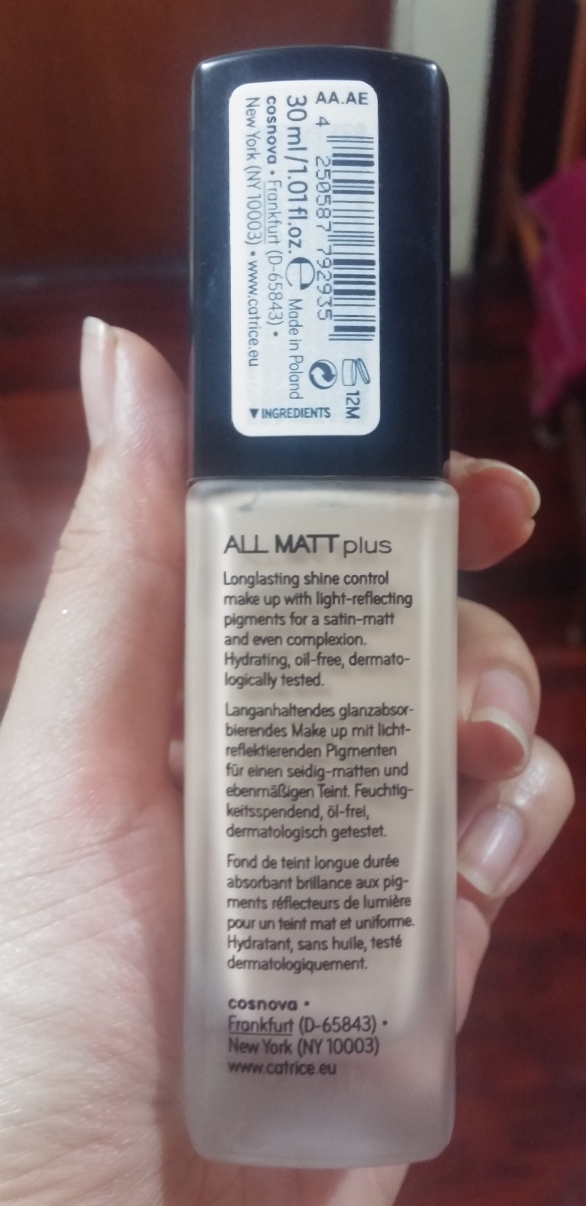 AA.AE
4 250587 792935
30 ml/1.01 fl.oz. e Made in Poland
cosnova • Frankfurt (D-65843) •
New York (NY 10003) • www.catrice.eu
12M
▼ INGREDIENTS
ALL MATT plus
Longlasting shine control
make up with light-reflecting
pigments for a satin-matt
and even complexion.
Hydrating, oil-free, dermato-
logically tested.
Langanhaltendes glanzabsor-
bierendes Make up mit licht-
reflektierenden Pigmenten
für einen seidig-matten und
ebenmäßigen Teint. Feuchtig-
keitsspendend, öl-frei,
dermatologisch getestet.
Fond de teint longue durée
absorbant brillance aux pig-
ments réflecteurs de lumière
pour un teint mat et uniforme.
Hydratant, sans huile, testé
dermatologiquement.
cosnova •
Frankfurt (D-65843) •
New York (NY 10003)
www.catrice.eu